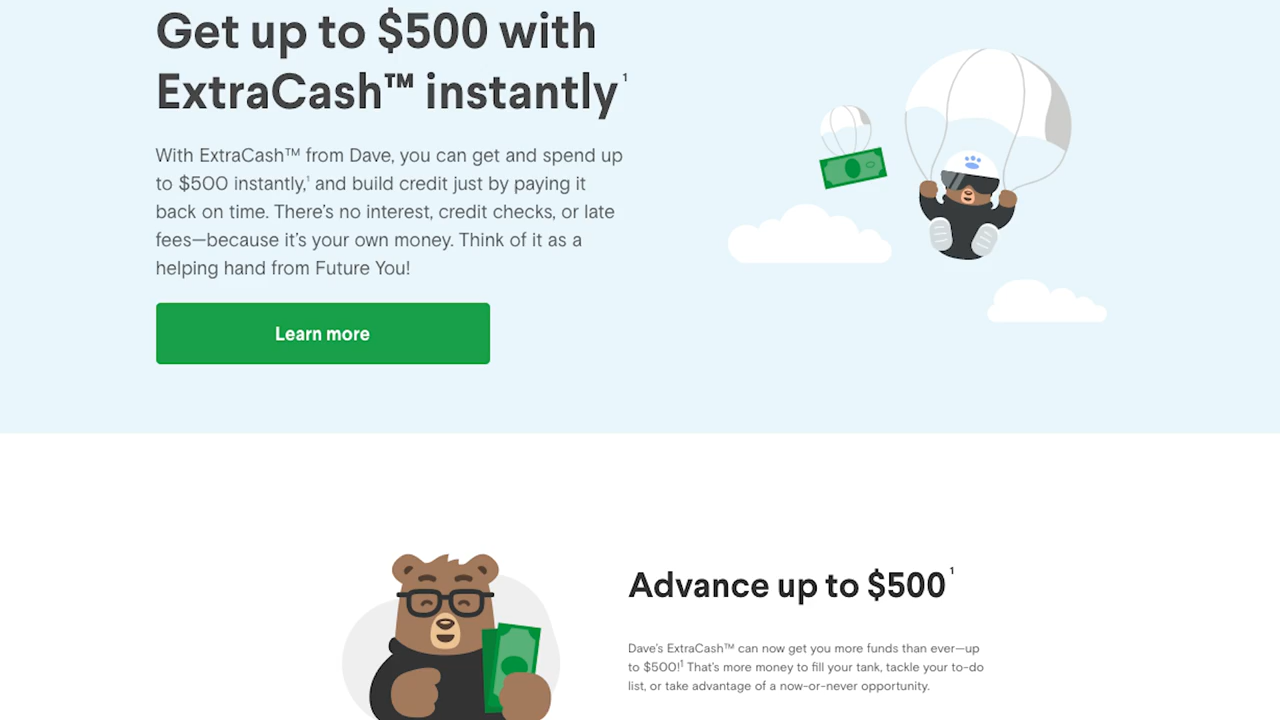 Get up to $500 with
ExtraCash™ instantly¹
With ExtraCash™ from Dave, you can get and spend up
to $500 instantly,¹ and build credit just by paying it
back on time. There’s no interest, credit checks, or late
fees—because it’s your own money. Think of it as a
helping hand from Future You!
Learn more
Advance up to $500¹
Dave’s ExtraCash™ can now get you more funds than ever—up
to $500!¹ That’s more money to fill your tank, tackle your to-do
list, or take advantage of a now-or-never opportunity.